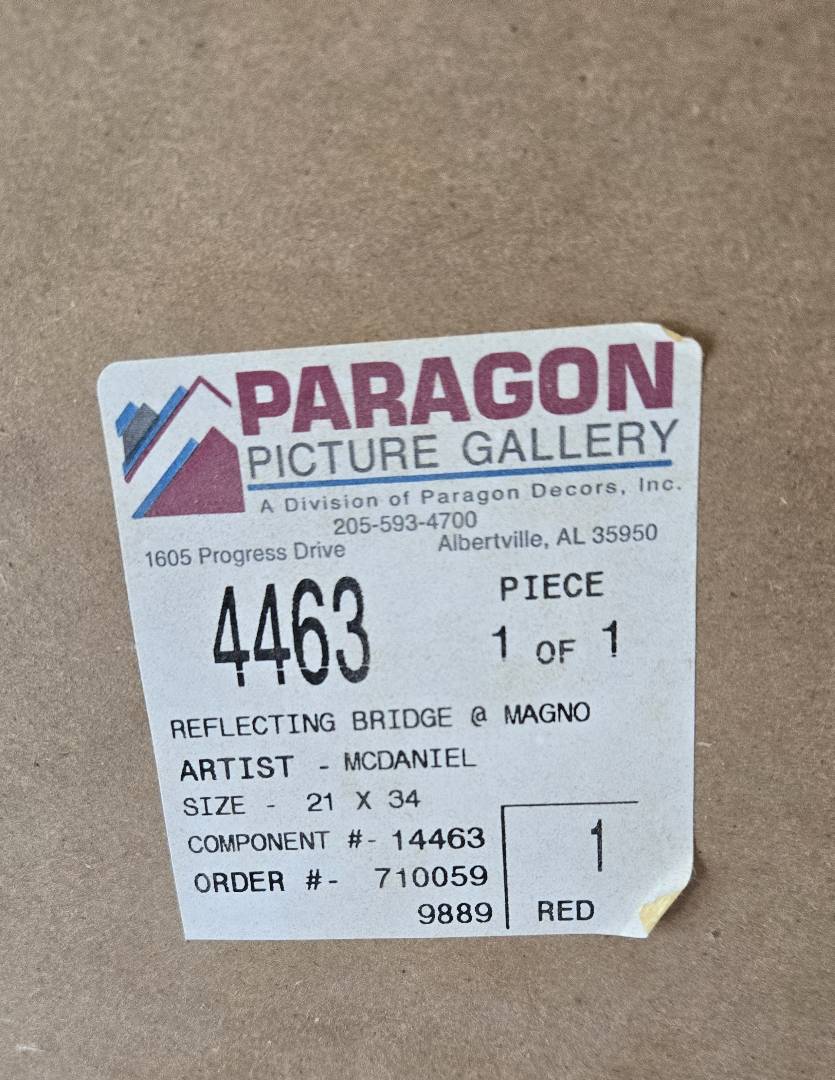 PARAGON
PICTURE GALLERY
A Division of Paragon Decors, Inc.
205-593-4700
1605 Progress Drive Albertville, AL 35950
4463 PIECE
1 OF 1
REFLECTING BRIDGE @ MAGNO
ARTIST - MCDANIEL
SIZE - 21 X 34
COMPONENT #- 14463 1
ORDER #- 710059
9889 RED